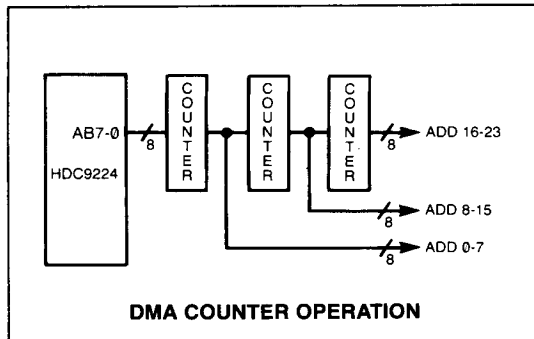 AB7-0
HDC9224
8
COUNTER
COUNTER
COUNTER
8
ADD 16-23
8
ADD 8-15
8
ADD 0-7
DMA COUNTER OPERATION